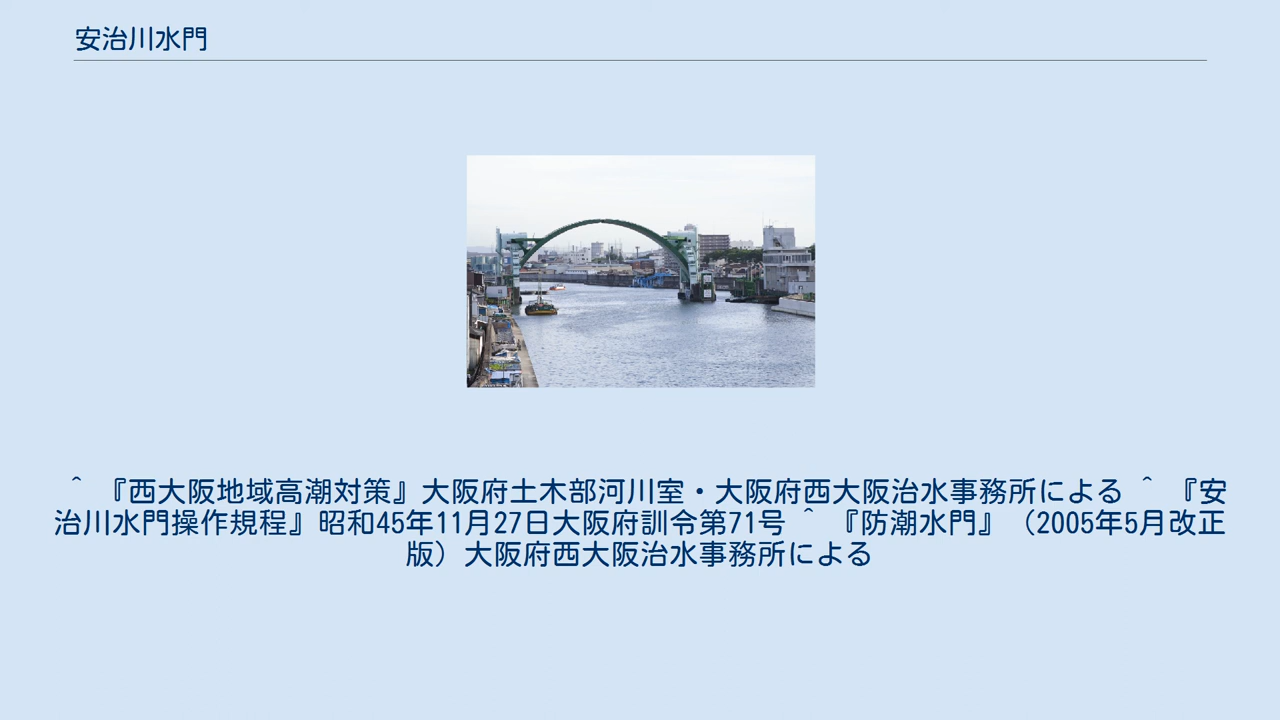 安治川水門
^ 『西大阪地域高潮対策』大阪府土木部河川室・大阪府西大阪治水事務所による ^ 『安
治川水門操作規程』昭和45年11月27日大阪府訓令第71号 ^ 『防潮水門』（2005年5月改正
版）大阪府西大阪治水事務所による